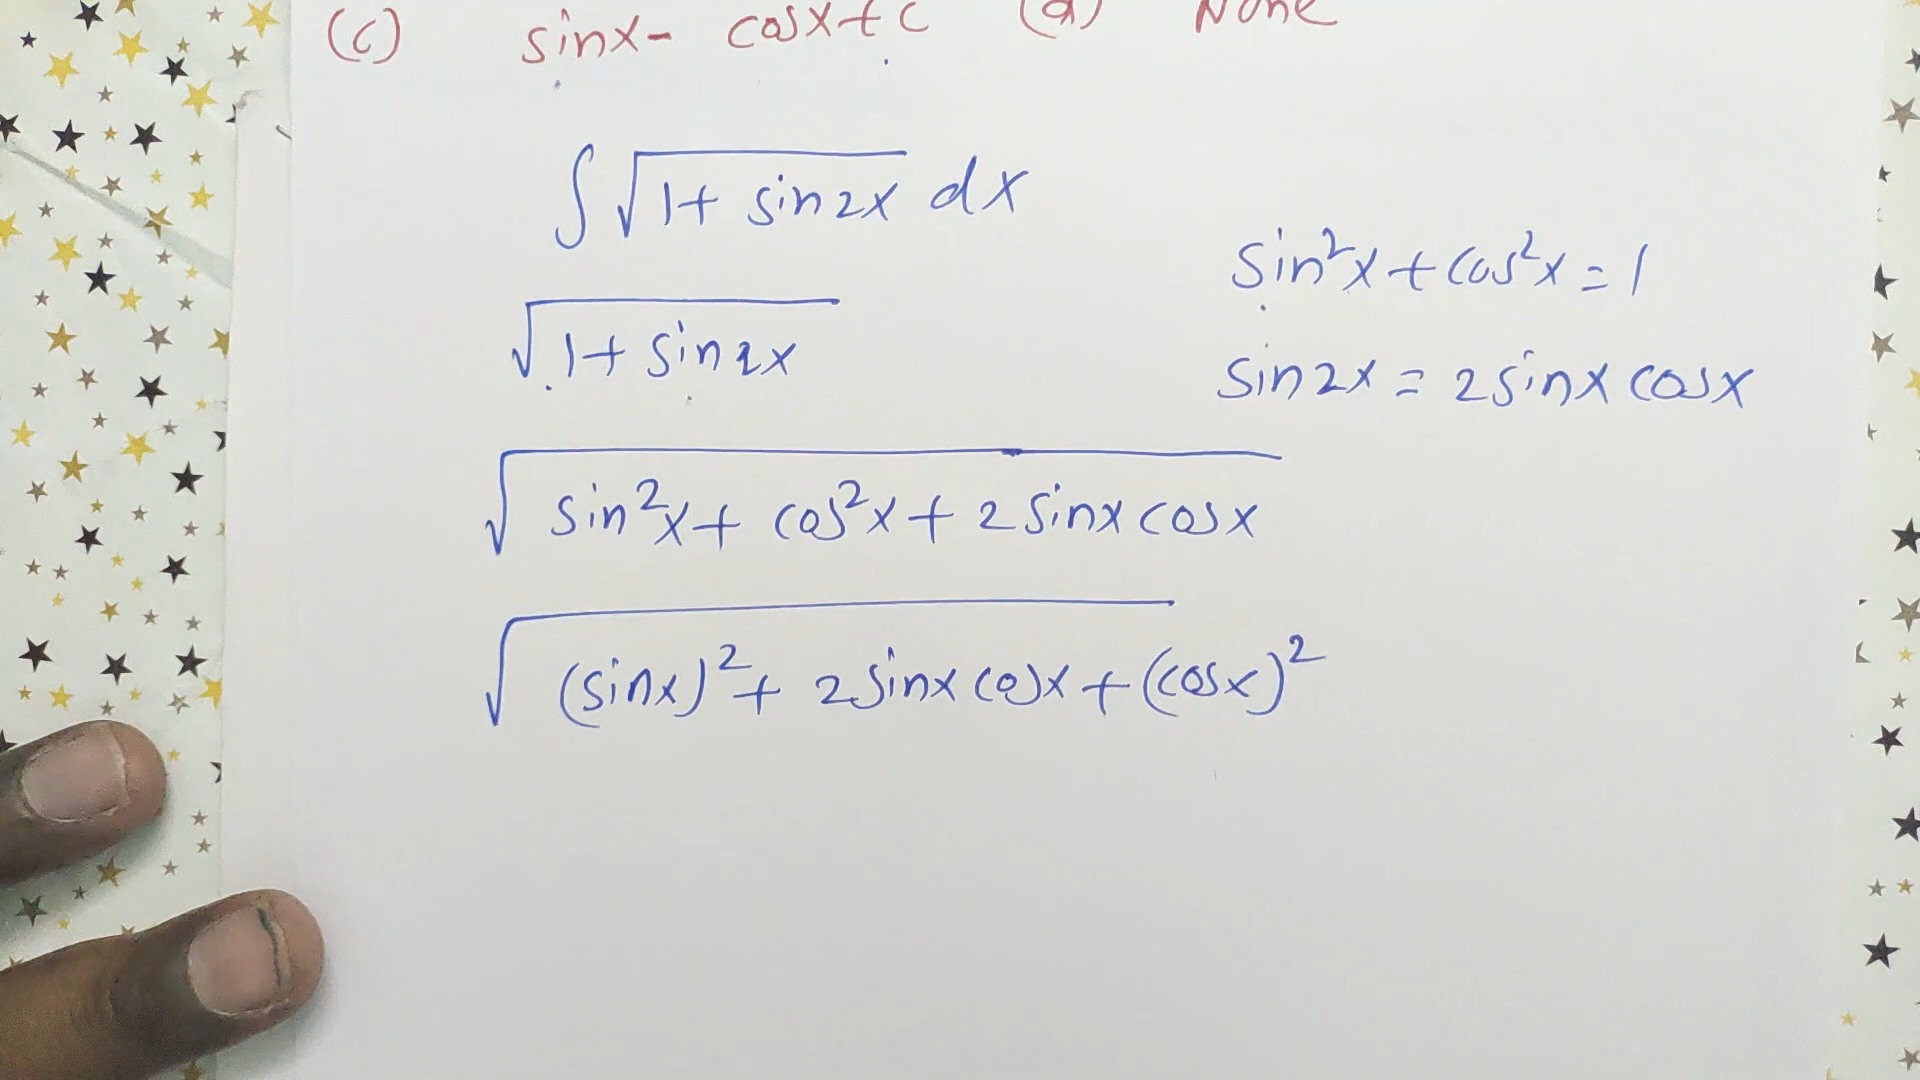 (c) sinx- cosx+c (d) None
∫√1+ sin2x dx
sin²x+cos²x=1
√1+ sin2x
sin2x = 2sinx cosx
√sin²x+ cos²x+ 2sinx cosx
√(sinx)²+ 2sinx cosx+(cosx)²